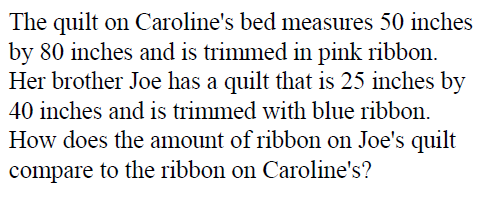 The quilt on Caroline's bed measures 50 inches
by 80 inches and is trimmed in pink ribbon.
Her brother Joe has a quilt that is 25 inches by
40 inches and is trimmed with blue ribbon.
How does the amount of ribbon on Joe's quilt
compare to the ribbon on Caroline's?